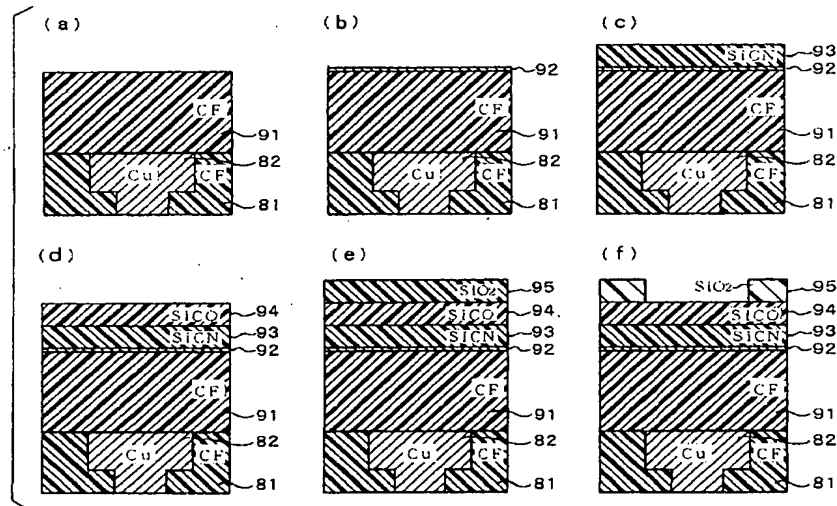 (a)
CF
91
82
Cu
CF
81
(b)
92
CF
91
82
Cu
CF
81
(c)
SiCN
93
92
CF
91
82
Cu
CF
81
(d)
SiCO
94
SiCN
93
92
CF
91
82
Cu
CF
81
(e)
SiO2
95
SiCO
94
SiCN
93
92
CF
91
82
Cu
CF
81
(f)
SiO2
95
SiCO
94
SiCN
93
92
CF
91
82
Cu
CF
81